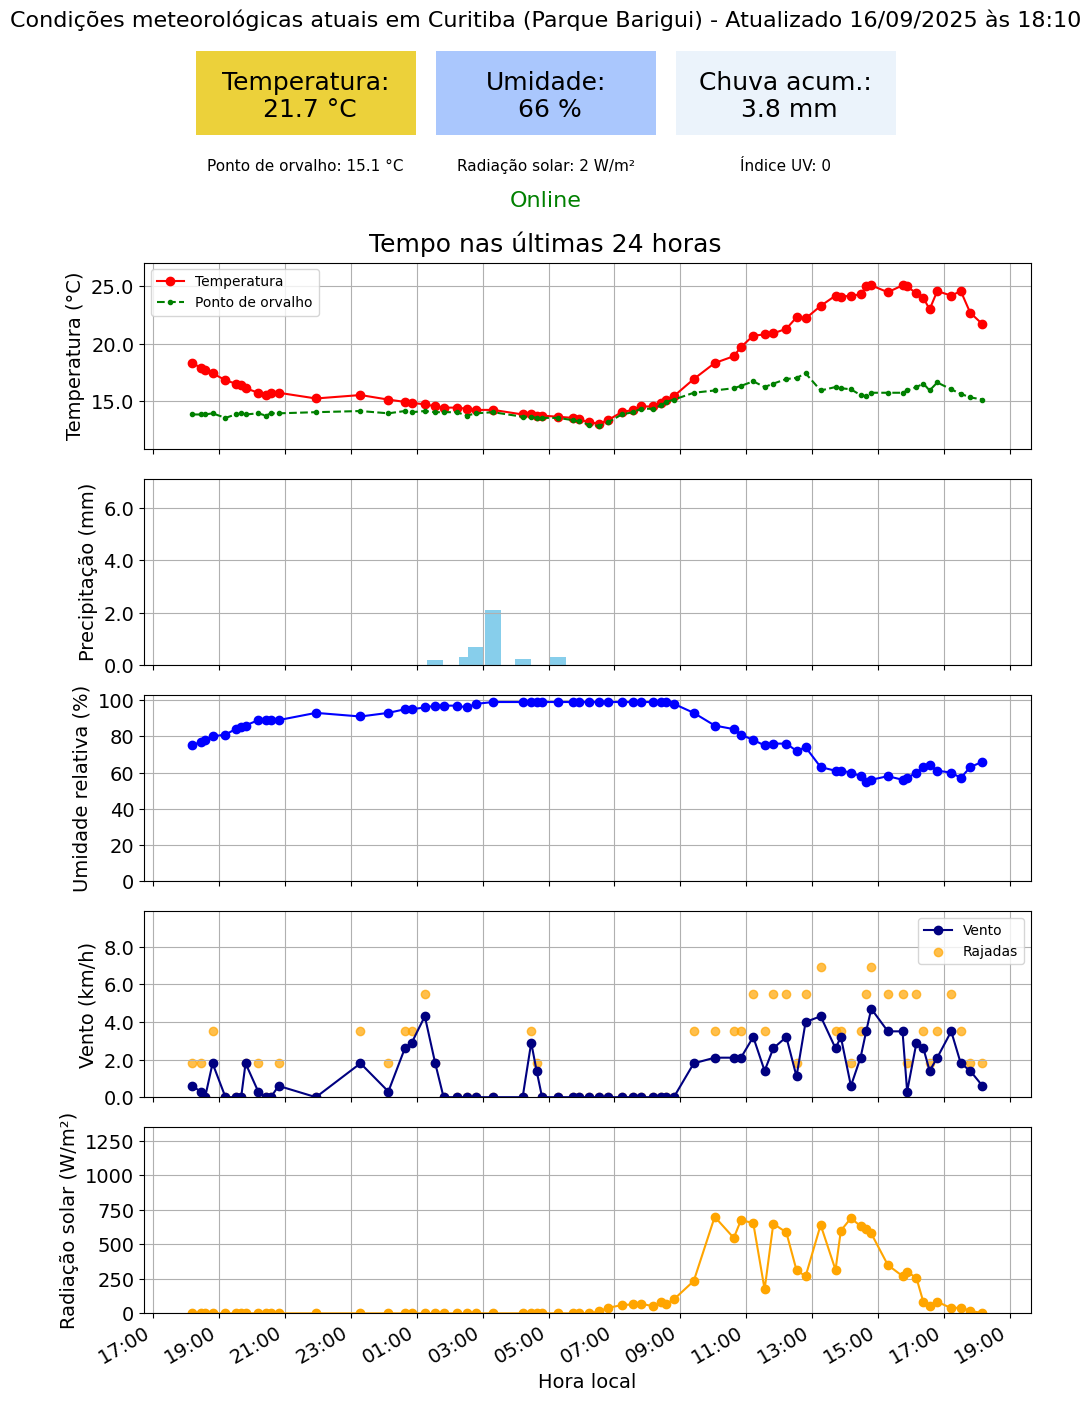 Condições meteorológicas atuais em Curitiba (Parque Barigui) - Atualizado 16/09/2025 às 18:10
Temperatura:
21.7 °C
Umidade:
66 %
Chuva acum.:
3.8 mm
Ponto de orvalho: 15.1 °C
Radiação solar: 2 W/m²
Índice UV: 0
Online
Tempo nas últimas 24 horas
Temperatura (°C)
25.0
20.0
15.0
Temperatura
Ponto de orvalho
Precipitação (mm)
6.0
4.0
2.0
0.0
Umidade relativa (%)
100
80
60
40
20
0
Vento (km/h)
8.0
6.0
4.0
2.0
0.0
Vento
Rajadas
Radiação solar (W/m²)
1250
1000
750
500
250
0
17:00
19:00
21:00
23:00
01:00
03:00
05:00
07:00
09:00
11:00
13:00
15:00
17:00
19:00
Hora local